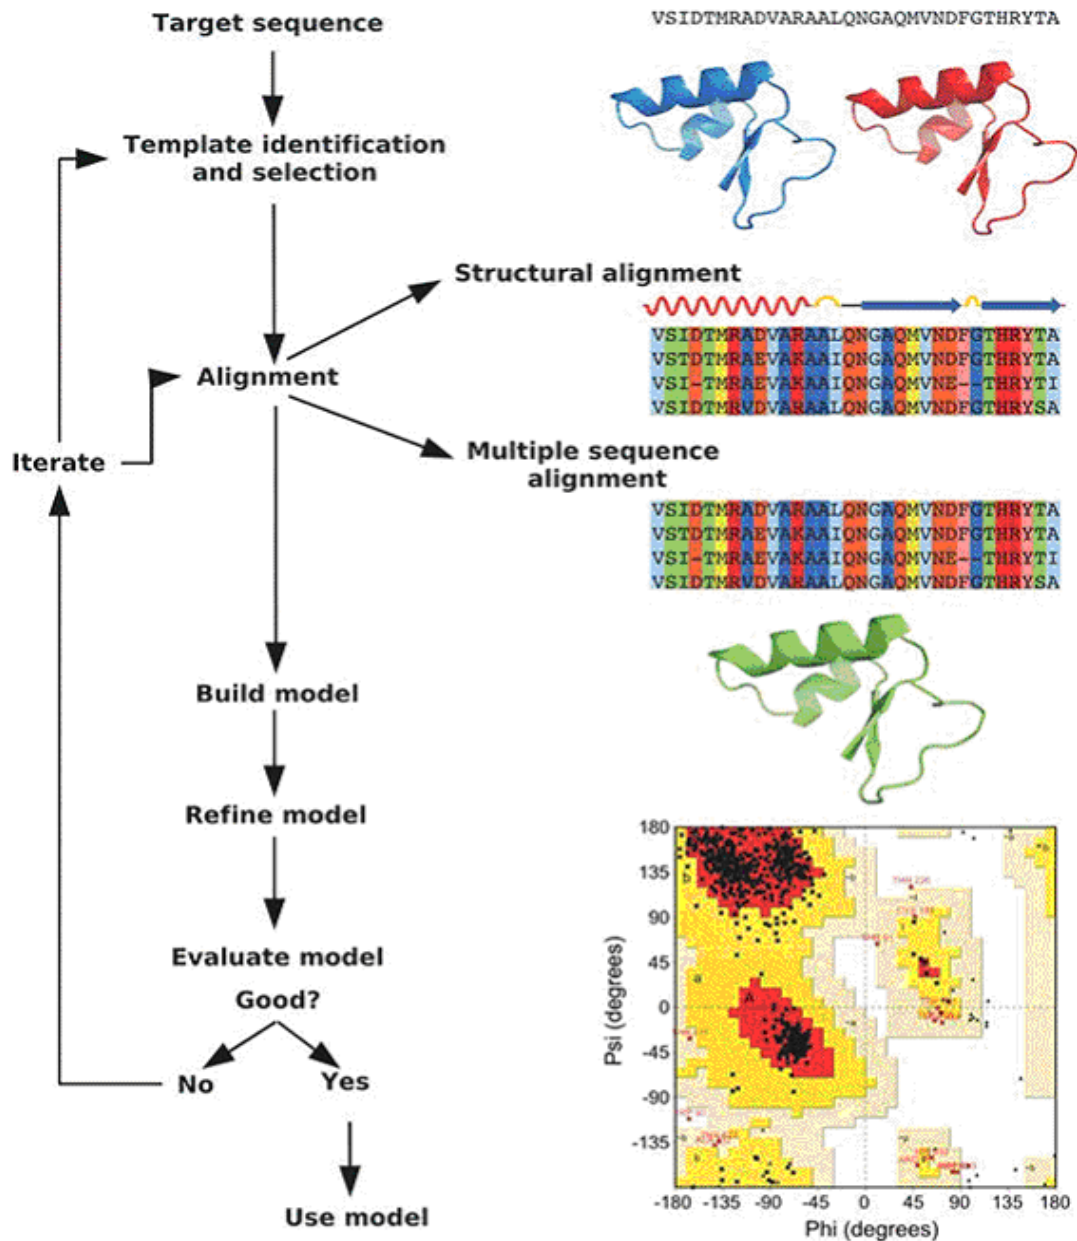 Target sequence
VSIDTMRADVARAALQNGAQMVNDFGTHRYTA
Template identification
and selection
Structural alignment
Alignment
VSIDTMRADVARAALQNGAQMVNDFGTHRYTA
VSTDTMRAEVARAALQNGAQMVNDFGTHRYTA
VSI-TMRAEVAKAAIQNGAQMVNE--THRYTI
VSIDTMRVDVARAALQNGAQMVNDFGTHRYSA
Iterate
Multiple sequence
alignment
VSIDTMRADVARAALQNGAQMVNDFGTHRYTA
VSTDTMRAEVAKAAIQNGAQMVNDFGTHRYTA
VSI-TMRAEVAKAAIQNGAQMVNE--THRYTI
VSIDTMRVDVARAALQNGAQMVNDFGTHRYSA
Build model
Refine model
Evaluate model
Good?
No
Yes
Use model
Psi (degrees)
180
135
90
45
0
-45
-90
-135
b
a
A
-180 -135 -90 -45 0 45 90 135 180
Phi (degrees)